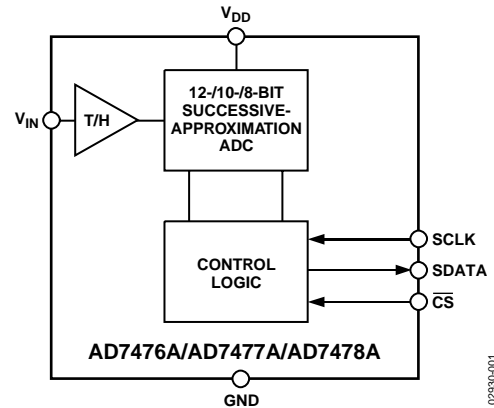 VDD
12-/10-/8-BIT
SUCCESSIVE-
APPROXIMATION
ADC
T/H
VIN
CONTROL
LOGIC
SCLK
SDATA
CS
AD7476A/AD7477A/AD7478A
GND
02930-001